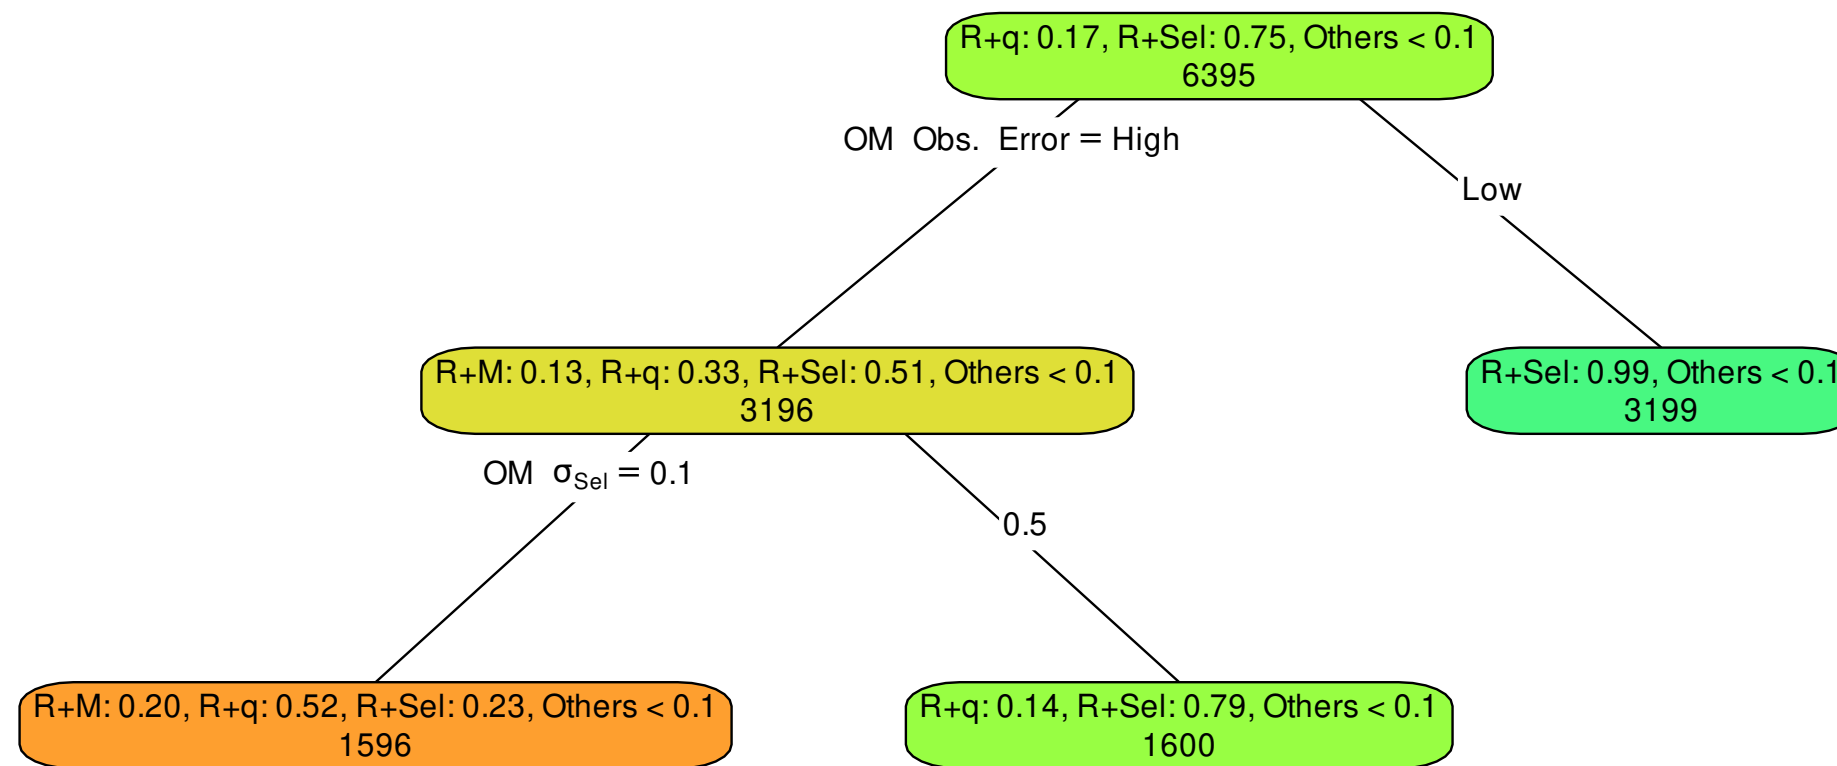 R+q: 0.17, R+Sel: 0.75, Others < 0.1
6395
OM Obs. Error = High
Low
R+M: 0.13, R+q: 0.33, R+Sel: 0.51, Others < 0.1
3196
R+Sel: 0.99, Others < 0.1
3199
OM σSel = 0.1
0.5
R+M: 0.20, R+q: 0.52, R+Sel: 0.23, Others < 0.1
1596
R+q: 0.14, R+Sel: 0.79, Others < 0.1
1600